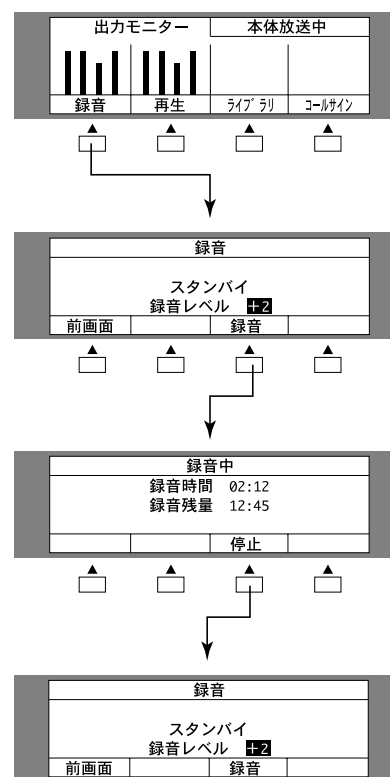 出力モニター 本体放送中
録音 再生 ﾗｲﾌﾞﾗﾘ ｺｰﾙｻｲﾝ
録音
スタンバイ
録音レベル +2
前画面 録音
録音中
録音時間 02:12
録音残量 12:45
停止
録音
スタンバイ
録音レベル +2
前画面 録音